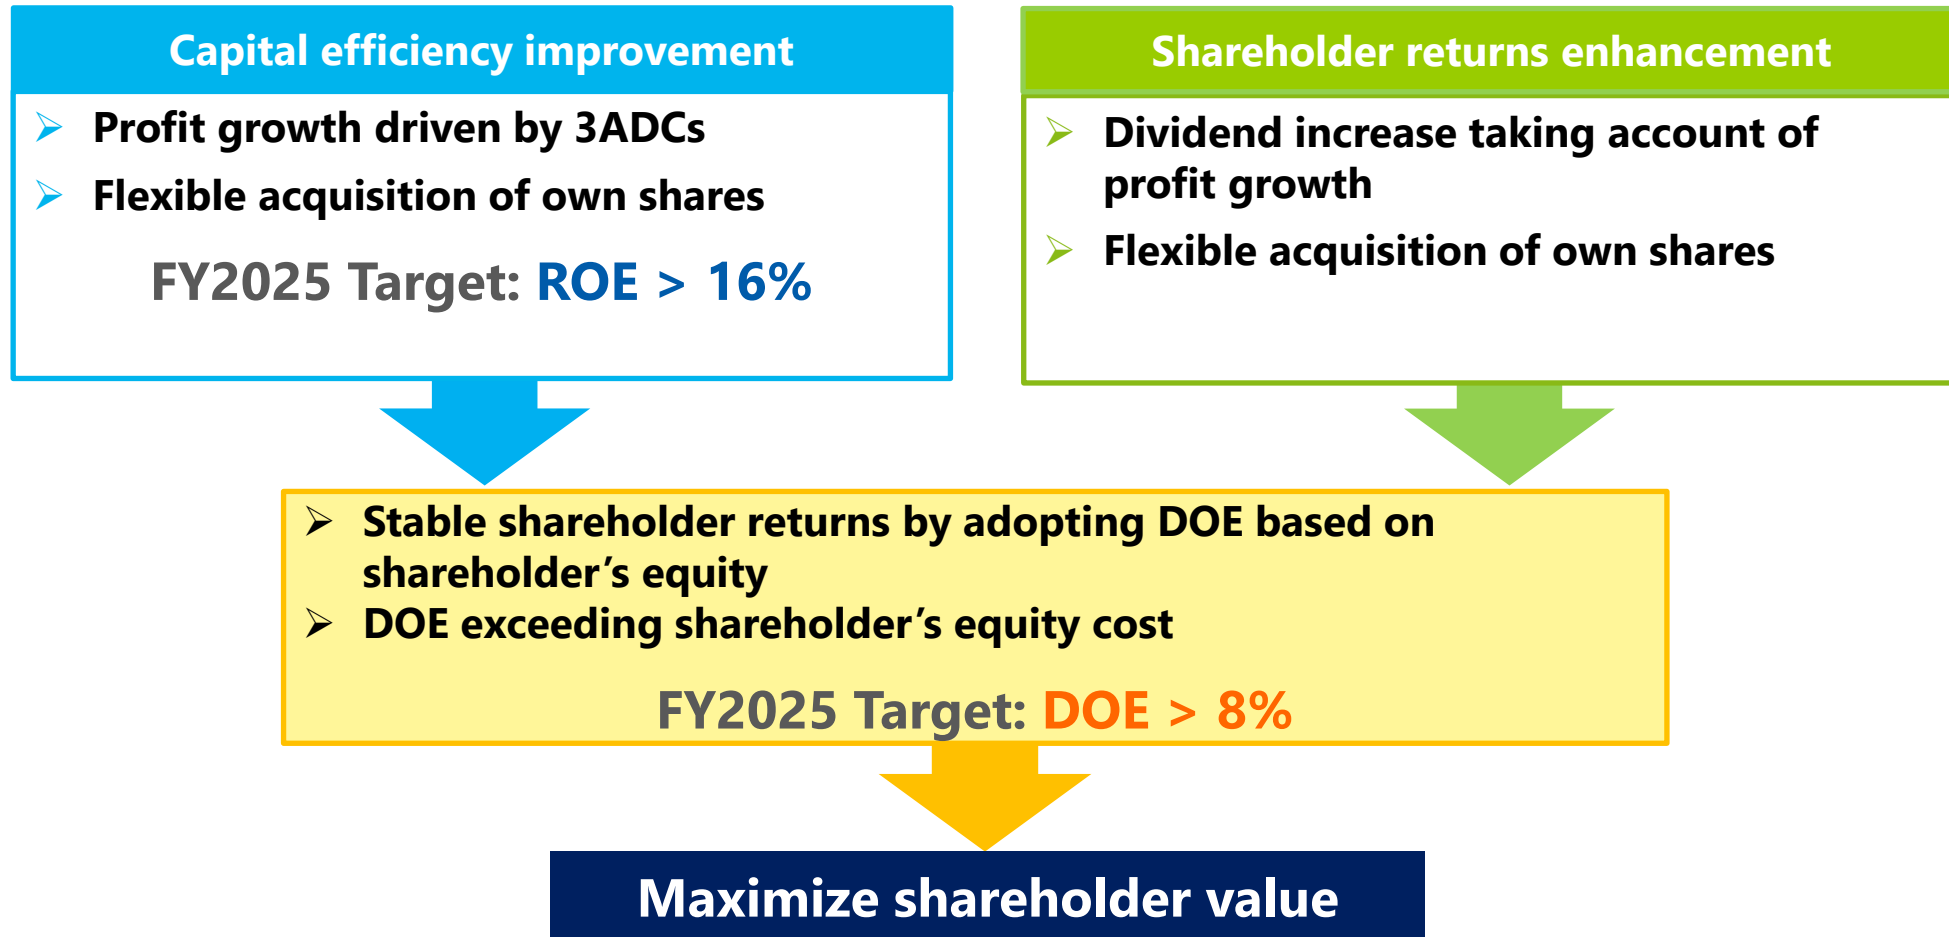 Capital efficiency improvement
➢ Profit growth driven by 3ADCs
➢ Flexible acquisition of own shares
FY2025 Target: ROE > 16%
Shareholder returns enhancement
➢ Dividend increase taking account of
profit growth
➢ Flexible acquisition of own shares
➢ Stable shareholder returns by adopting DOE based on
shareholder’s equity
➢ DOE exceeding shareholder’s equity cost
FY2025 Target: DOE > 8%
Maximize shareholder value